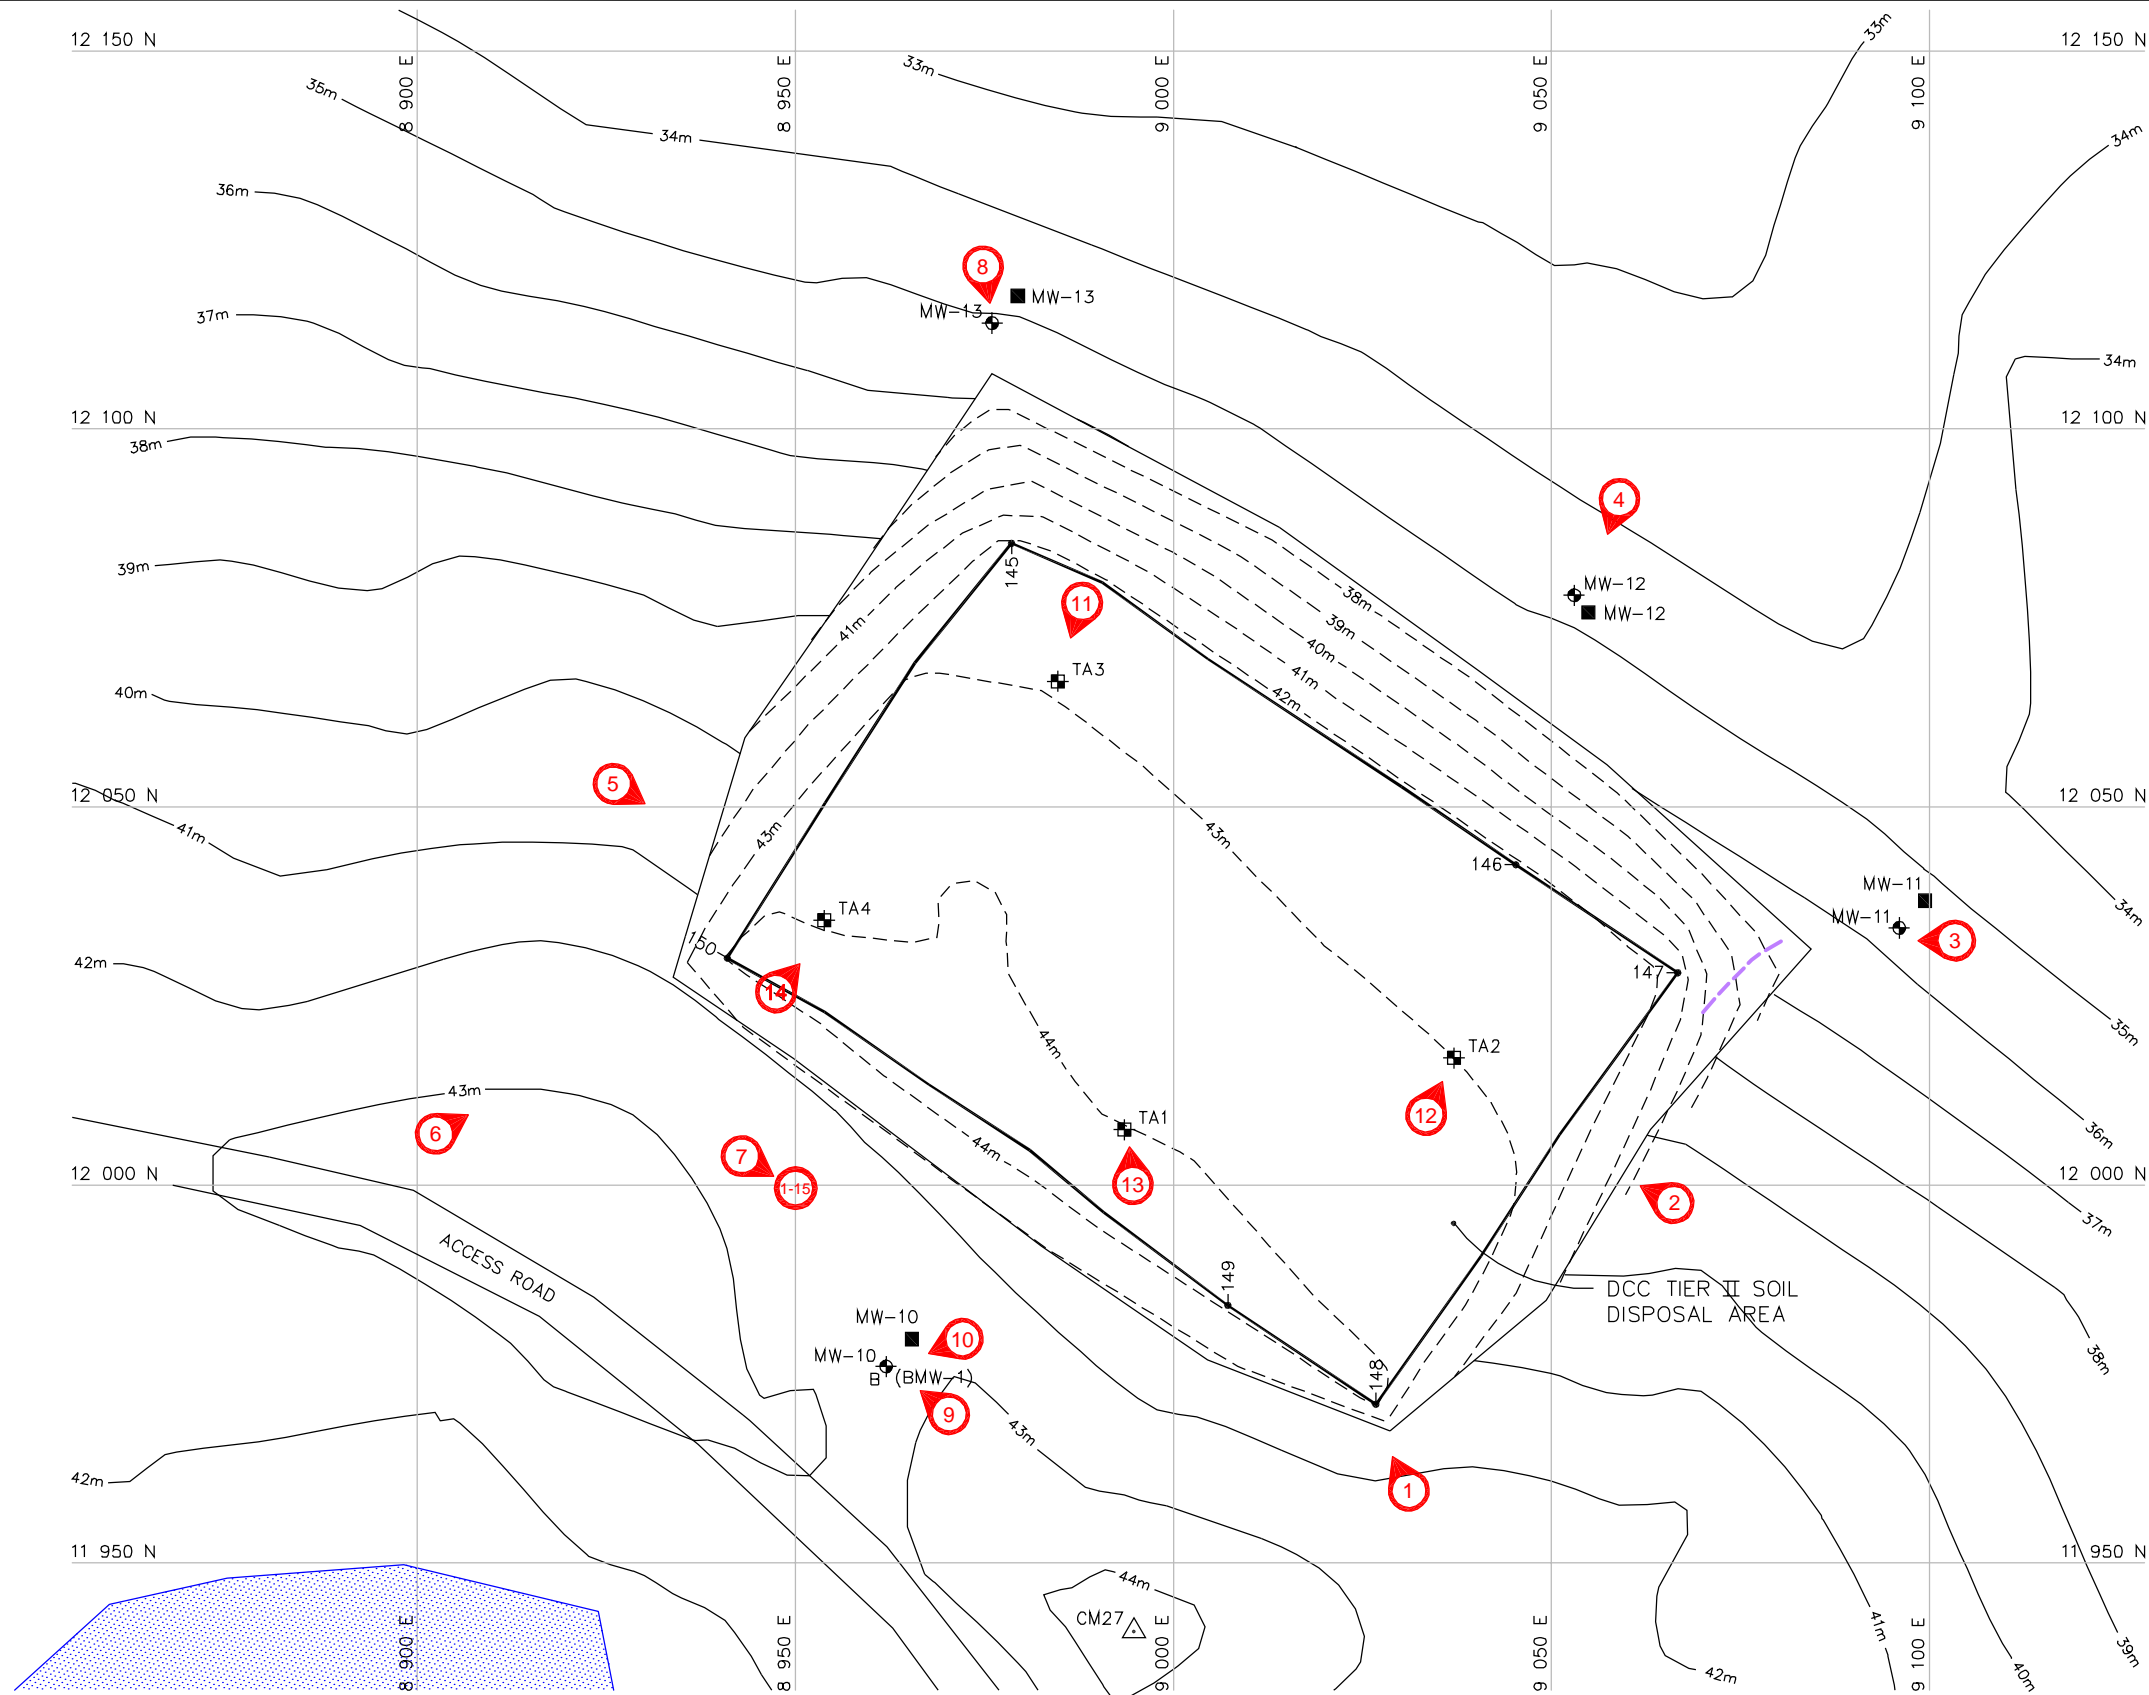 12 150 N
12 150 N
8 900 E
8 950 E
9 000 E
9 050 E
9 100 E
33m
33m
35m
34m
34m
36m
8
MW-13
MW-13
37m
34m
12 100 N
12 100 N
38m
4
39m
145
MW-12
MW-12
11
38m
39m
41m
40m
41m
42m
TA3
40m
5
12 050 N
12 050 N
41m
43m
43m
146
MW-11
MW-11
34m
3
TA4
150
42m
147
14
35m
44m
TA2
43m
12
TA1
36m
6
44m
7
12 000 N
12 000 N
1-15
13
2
37m
ACCESS ROAD
149
DCC TIER II SOIL
DISPOSAL AREA
MW-10
10
MW-10
B (BMW-1)
148
38m
9
43m
42m
1
11 950 N
11 950 N
44m
CM27
41m
39m
42m
40m
8 900 E
8 950 E
9 000 E
9 050 E
9 100 E